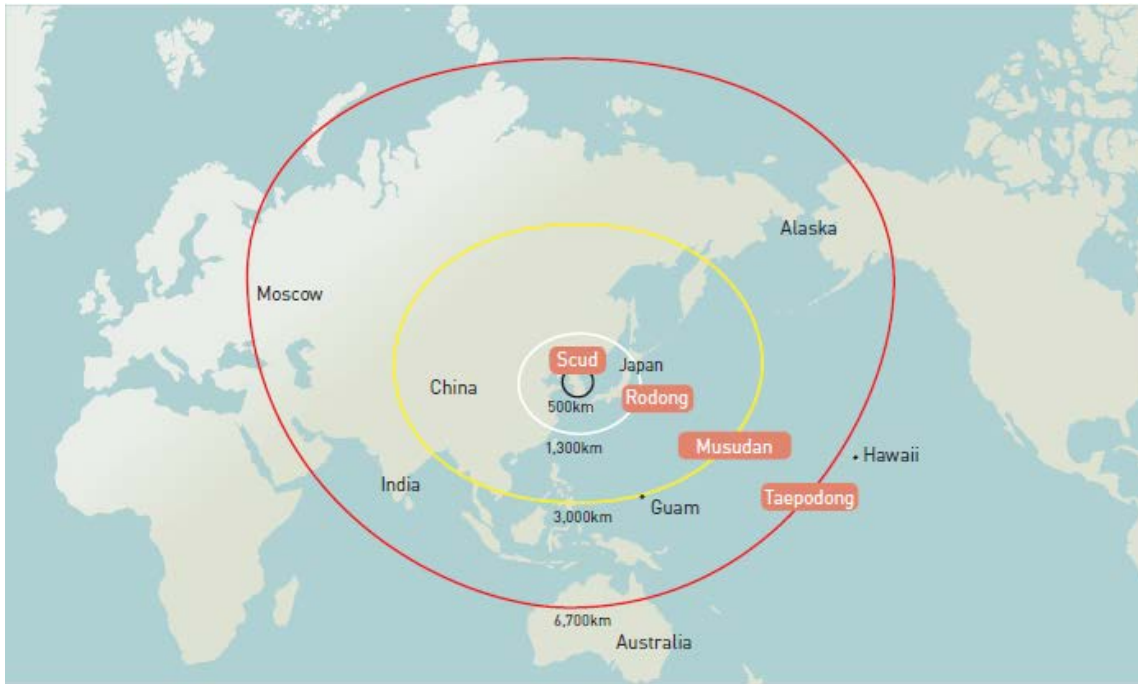 Alaska
Moscow
Scud
Japan
China
Rodong
500km
1,300km
Musudan
Hawaii
India
Taepodong
Guam
3,000km
6,700km
Australia